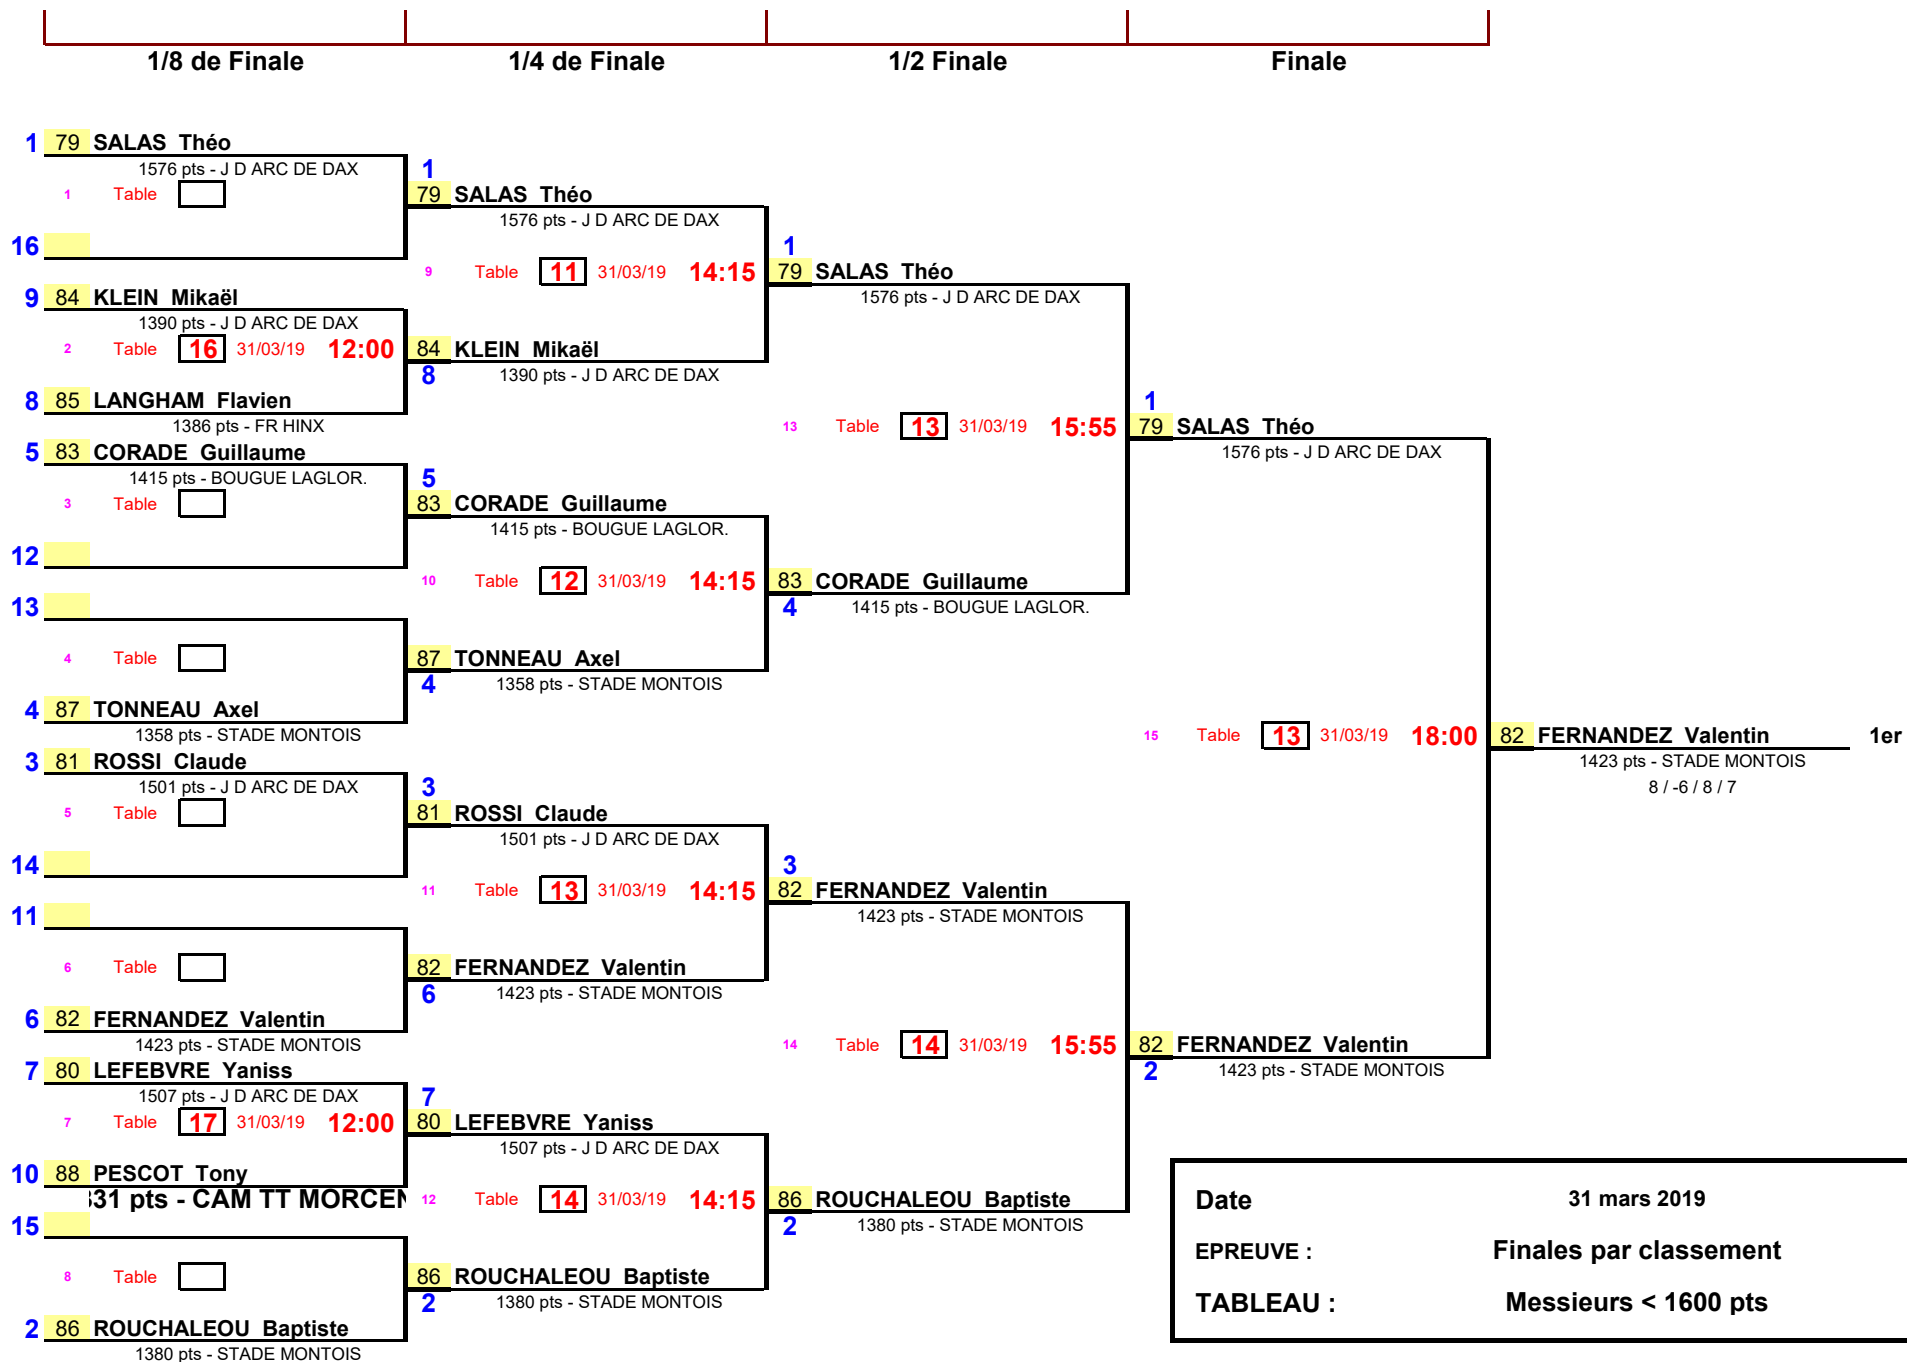 1/8 de Finale
1/4 de Finale
1/2 Finale
Finale
1 79 SALAS Théo
1576 pts - J D ARC DE DAX
1 Table
16
9 84 KLEIN Mikaël
1390 pts - J D ARC DE DAX
2 Table 16 31/03/19 12:00
8 85 LANGHAM Flavien
1386 pts - FR HINX
5 83 CORADE Guillaume
1415 pts - BOUGUE LAGLOR.
3 Table
12
13
4 Table
4 87 TONNEAU Axel
1358 pts - STADE MONTOIS
3 81 ROSSI Claude
1501 pts - J D ARC DE DAX
5 Table
14
11
6 Table
6 82 FERNANDEZ Valentin
1423 pts - STADE MONTOIS
7 80 LEFEBVRE Yaniss
1507 pts - J D ARC DE DAX
7 Table 17 31/03/19 12:00
10 88 PESCOT Tony
31 pts - CAM TT MORCEN
15
8 Table
2 86 ROUCHALEOU Baptiste
1380 pts - STADE MONTOIS
1
79 SALAS Théo
1576 pts - J D ARC DE DAX
9 Table 11 31/03/19 14:15
84 KLEIN Mikaël
8 1390 pts - J D ARC DE DAX
5
83 CORADE Guillaume
1415 pts - BOUGUE LAGLOR.
10 Table 12 31/03/19 14:15
87 TONNEAU Axel
4 1358 pts - STADE MONTOIS
3
81 ROSSI Claude
1501 pts - J D ARC DE DAX
11 Table 13 31/03/19 14:15
82 FERNANDEZ Valentin
6 1423 pts - STADE MONTOIS
7
80 LEFEBVRE Yaniss
1507 pts - J D ARC DE DAX
12 Table 14 31/03/19 14:15
86 ROUCHALEOU Baptiste
2 1380 pts - STADE MONTOIS
1
79 SALAS Théo
1576 pts - J D ARC DE DAX
13 Table 13 31/03/19 15:55
83 CORADE Guillaume
4 1415 pts - BOUGUE LAGLOR.
3
82 FERNANDEZ Valentin
1423 pts - STADE MONTOIS
14 Table 14 31/03/19 15:55
86 ROUCHALEOU Baptiste
2 1380 pts - STADE MONTOIS
1
79 SALAS Théo
1576 pts - J D ARC DE DAX
15 Table 13 31/03/19 18:00
82 FERNANDEZ Valentin
2 1423 pts - STADE MONTOIS
82 FERNANDEZ Valentin 1er
1423 pts - STADE MONTOIS
8 / -6 / 8 / 7
Date 31 mars 2019
EPREUVE : Finales par classement
TABLEAU : Messieurs < 1600 pts